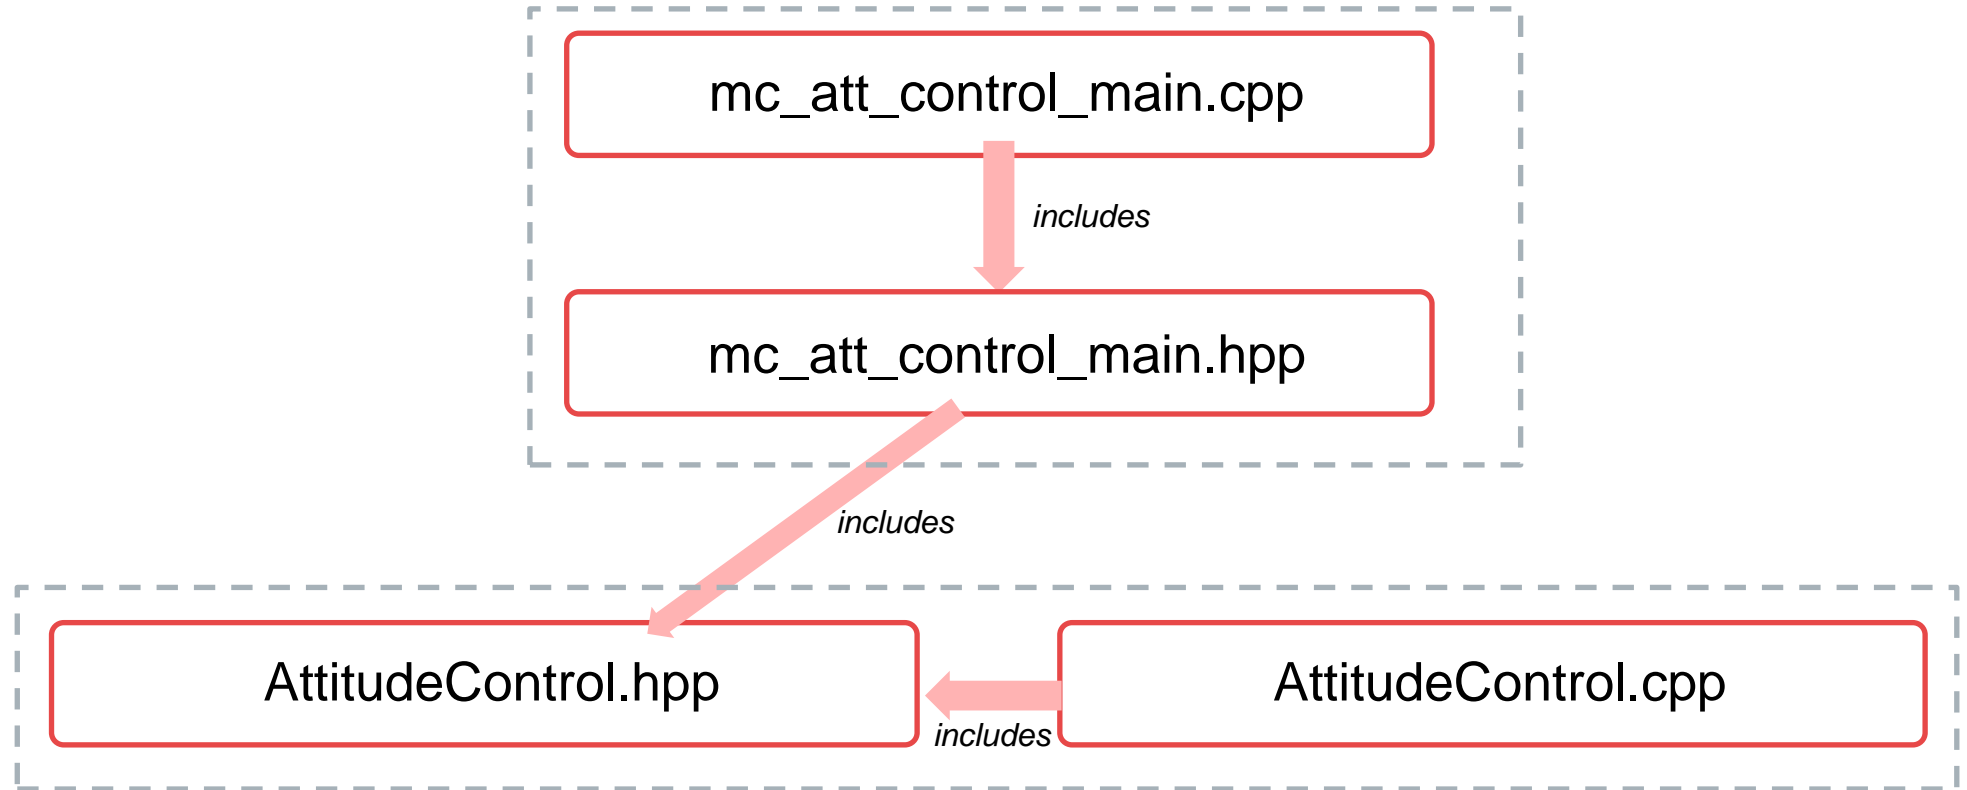 mc_att_control_main.cpp
includes
mc_att_control_main.hpp
includes
AttitudeControl.hpp
includes
AttitudeControl.cpp